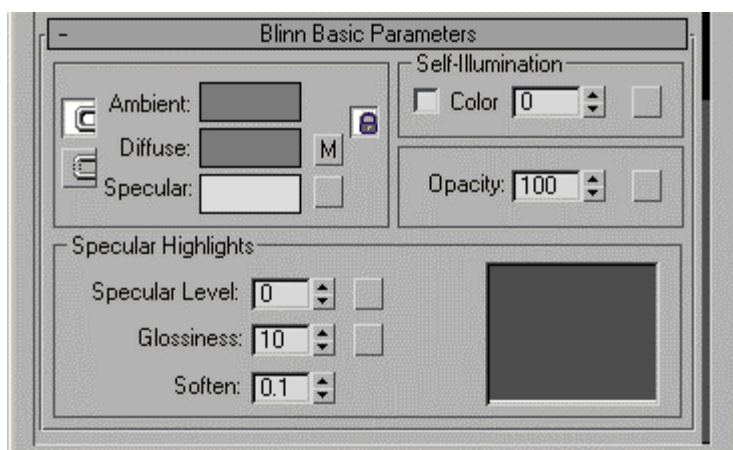 - Blinn Basic Parameters
Self-Illumination
Ambient:
Color 0
Diffuse: M
Specular:
Opacity: 100
Specular Highlights
Specular Level: 0
Glossiness: 10
Soften: 0.1